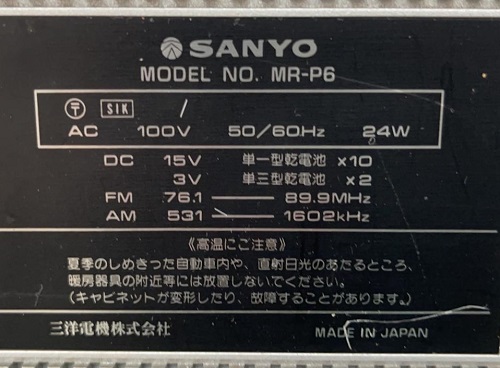 SANYO
MODEL NO. MR-P6
〒 SIK
AC 100V 50/60Hz 24W
DC 15V 単一型乾電池 x10
3V 単三型乾電池 x2
FM 76.1 — 89.9MHz
AM 531 — 1602kHz
《高温にご注意》
夏季のしめきった自動車内や、直射日光のあたるところ、
暖房器具の附近等には放置しないでください。
(キャビネットが変形したり、故障することがあります。)
三洋電機株式会社 MADE IN JAPAN